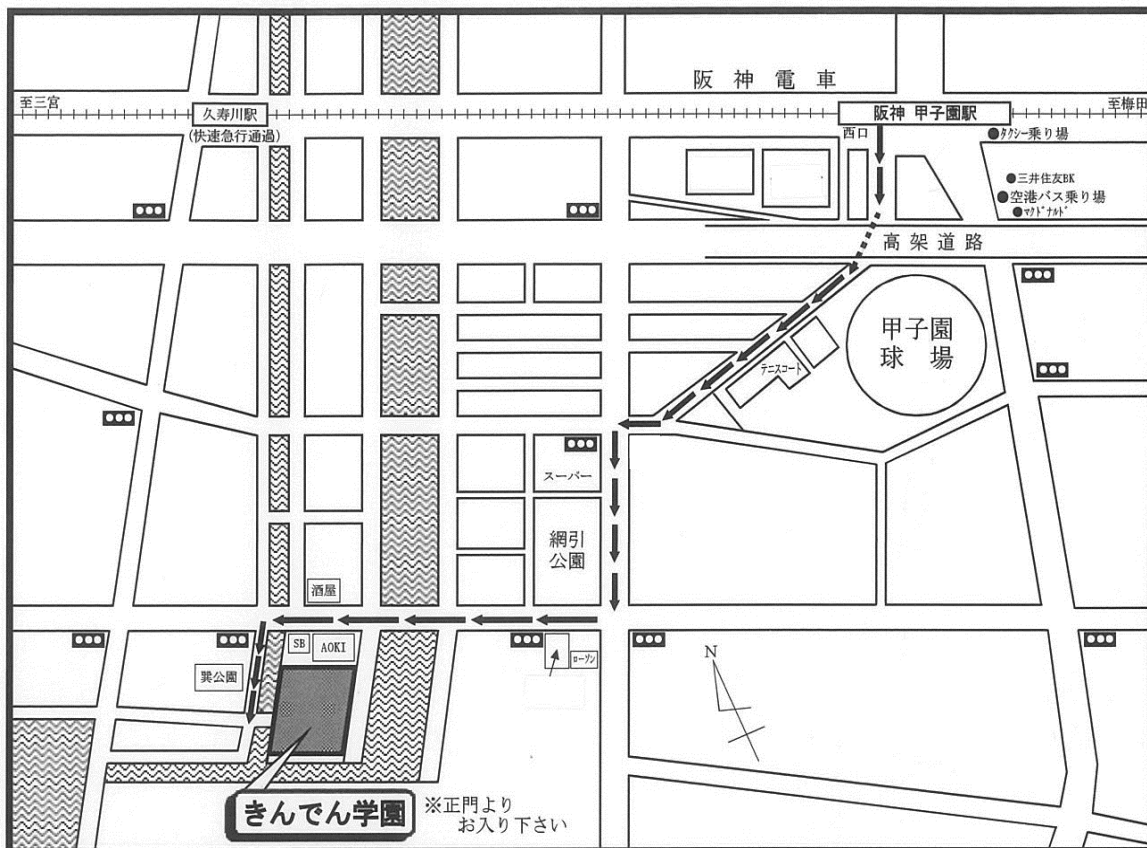 阪神電車
至三宮
久寿川駅
(快速急行通過)
阪神 甲子園駅
至梅田
西口
●タクシー乗り場
●三井住友BK
●空港バス乗り場
●マクドナルド
高架道路
甲子園
球場
テニスコート
スーパー
網引
公園
酒屋
SB
AOKI
ローソン
巽公園
N
きんでん学園
※正門より
お入り下さい